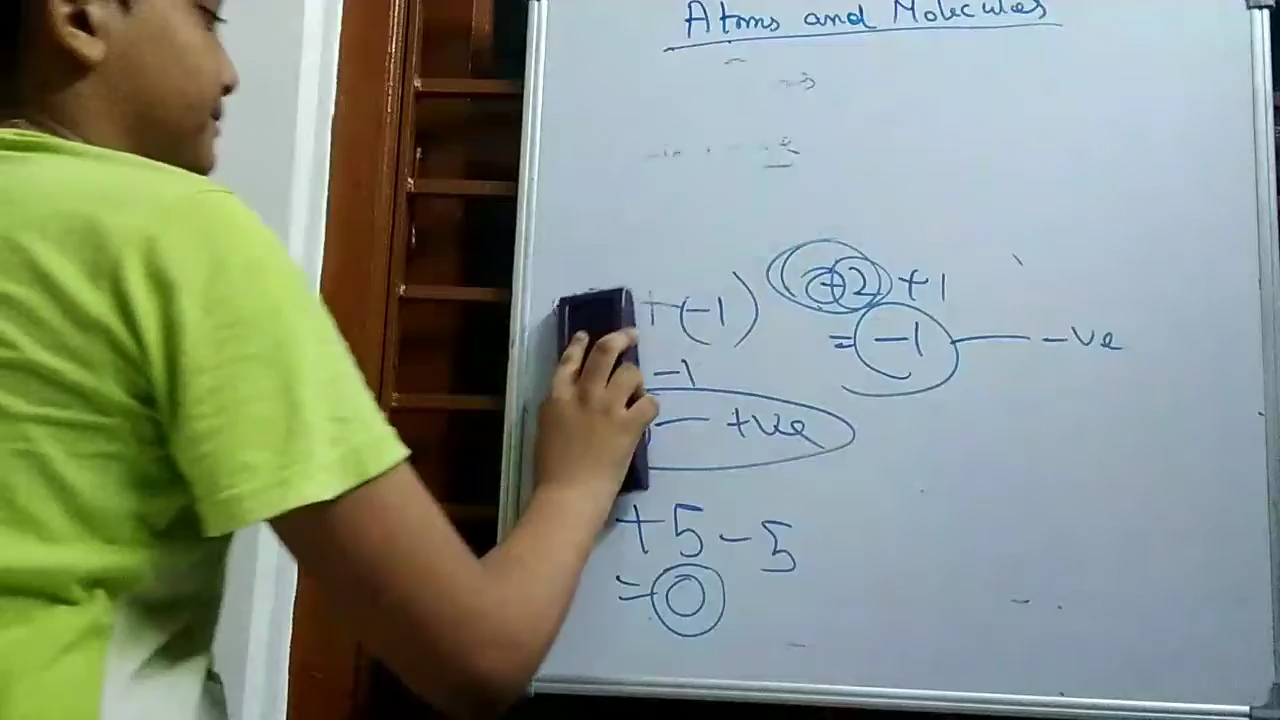 Atoms and Molecules
+(-1)
-1
+ve
+2 +1
= -1 -ve
+5-5
= 0